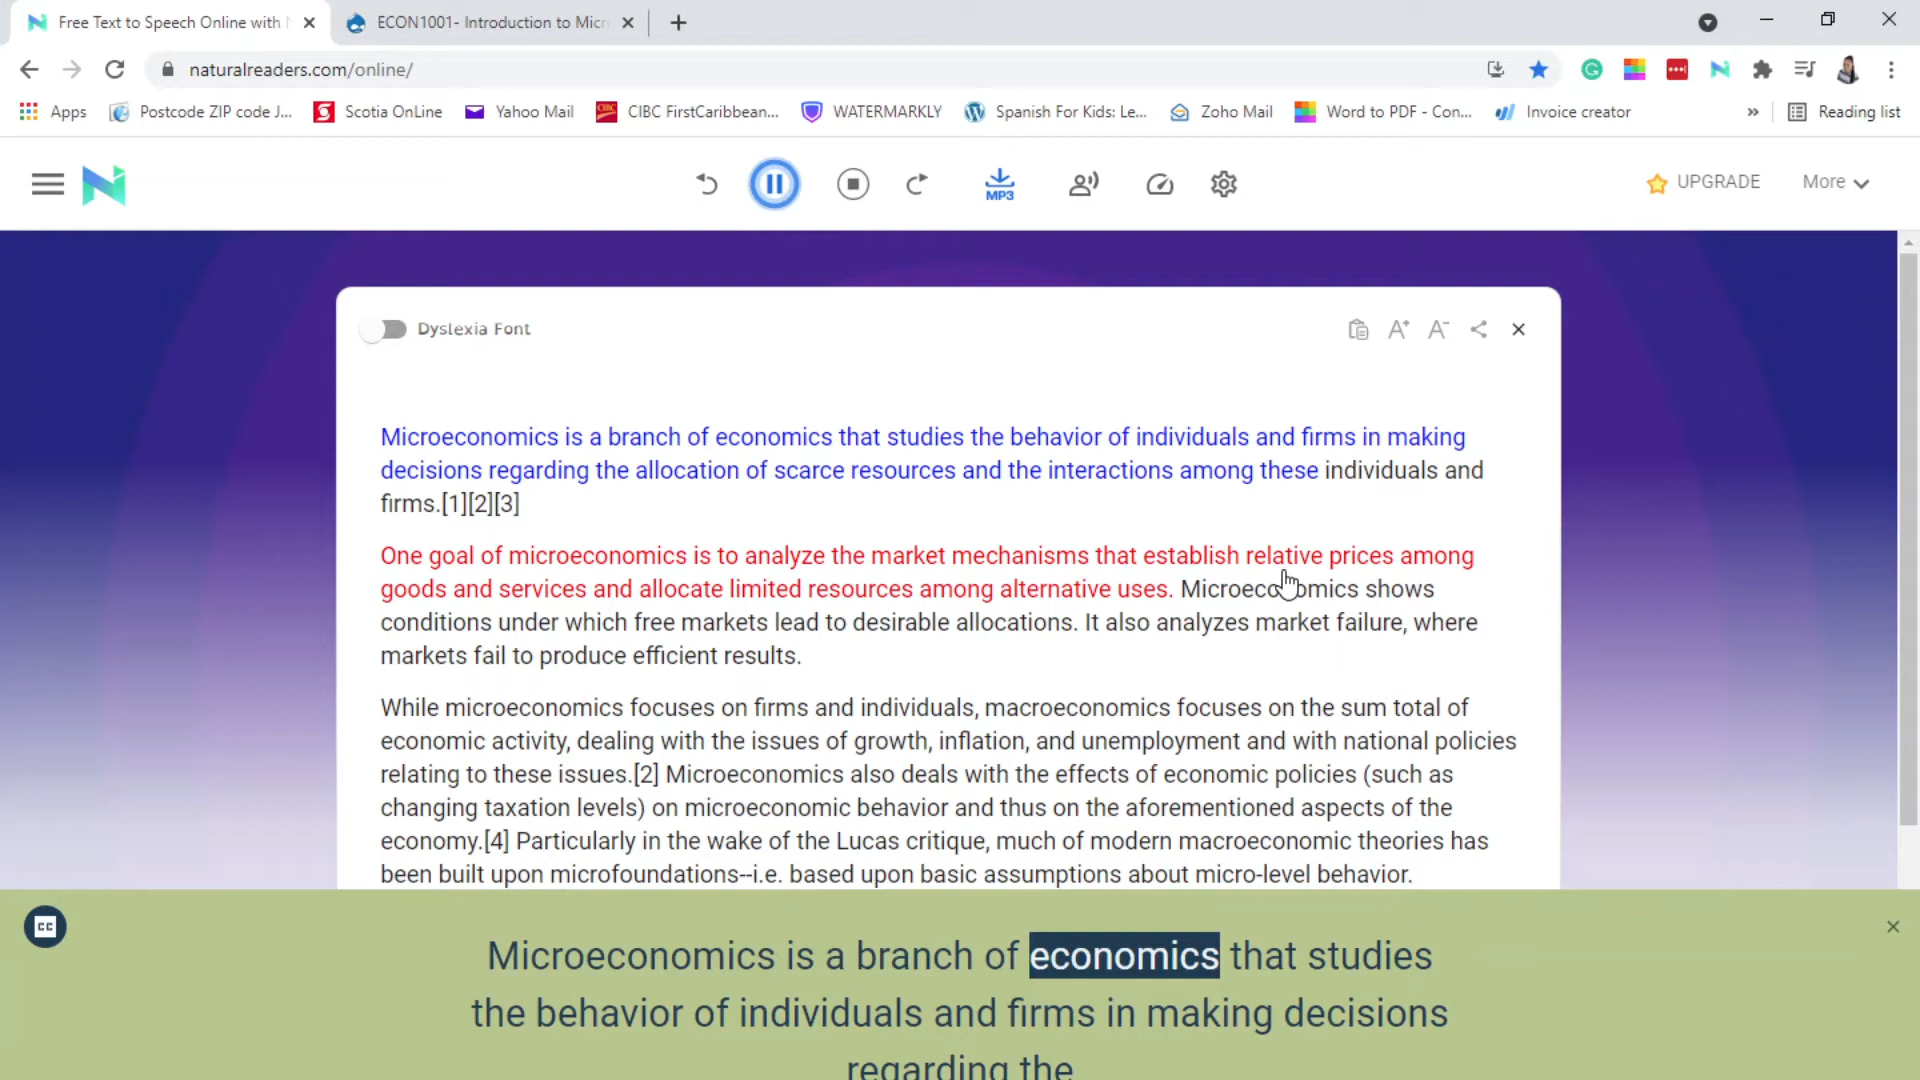 Free Text to Speech Online with
ECON1001- Introduction to Micr
naturalreaders.com/online/
Apps
Postcode ZIP code J...
Scotia OnLine
Yahoo Mail
CIBC FirstCaribbean...
WATERMARKLY
Spanish For Kids: Le...
Zoho Mail
Word to PDF - Con...
Invoice creator
»
Reading list
MP3
UPGRADE
More
Dyslexia Font
A+
A-
Microeconomics is a branch of economics that studies the behavior of individuals and firms in making
decisions regarding the allocation of scarce resources and the interactions among these individuals and
firms.[1][2][3]
One goal of microeconomics is to analyze the market mechanisms that establish relative prices among
goods and services and allocate limited resources among alternative uses. Microeconomics shows
conditions under which free markets lead to desirable allocations. It also analyzes market failure, where
markets fail to produce efficient results.
While microeconomics focuses on firms and individuals, macroeconomics focuses on the sum total of
economic activity, dealing with the issues of growth, inflation, and unemployment and with national policies
relating to these issues.[2] Microeconomics also deals with the effects of economic policies (such as
changing taxation levels) on microeconomic behavior and thus on the aforementioned aspects of the
economy.[4] Particularly in the wake of the Lucas critique, much of modern macroeconomic theories has
been built upon microfoundations--i.e. based upon basic assumptions about micro-level behavior.
CC
Microeconomics is a branch of economics that studies
the behavior of individuals and firms in making decisions
regarding the